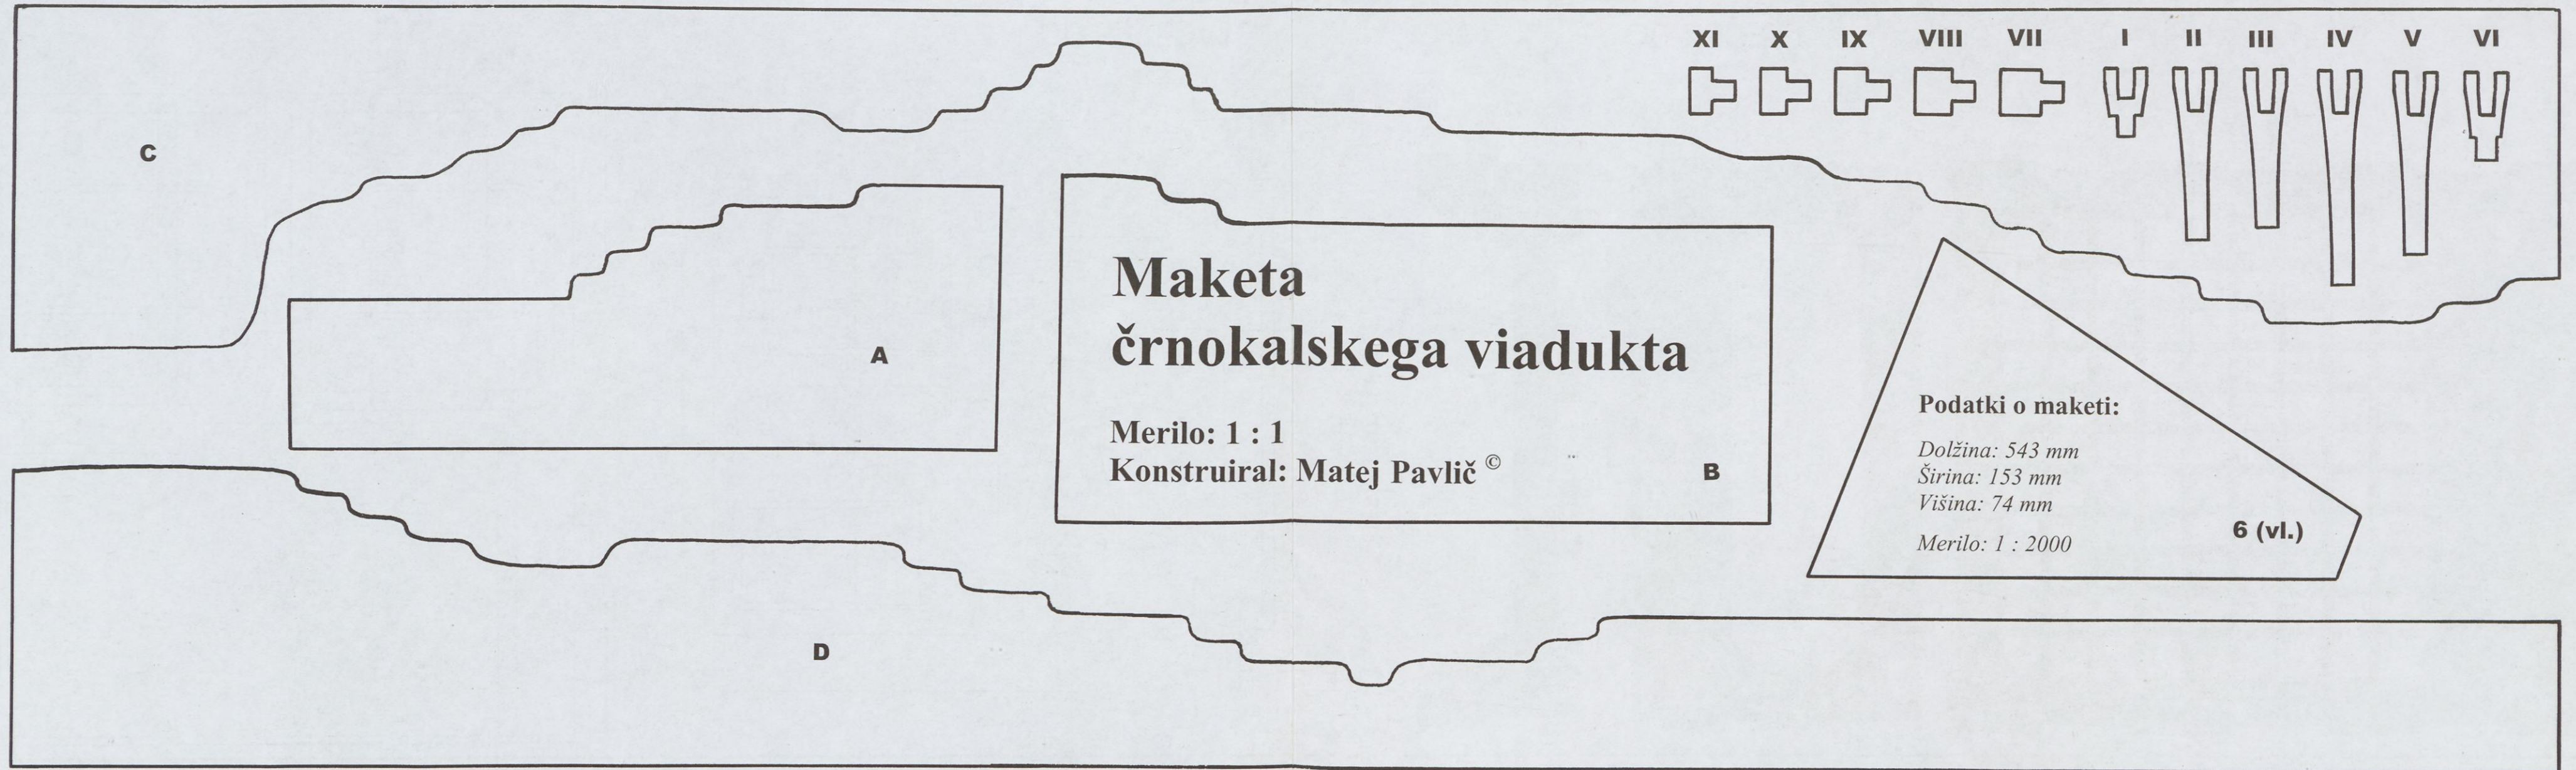 XI X IX VIII VII I II III IV V VI
C
A
Maketa
črnokalskega viadukta
Merilo: 1 : 1
Konstruiral: Matej Pavlič ©
B
Podatki o maketi:
Dolžina: 543 mm
Širina: 153 mm
Višina: 74 mm
Merilo: 1 : 2000
6 (vl.)
D